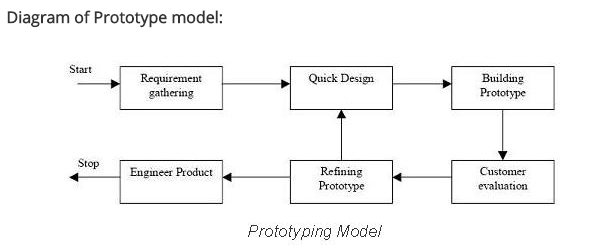 Diagram of Prototype model:
Start
Requirement
gathering
Quick Design
Building
Prototype
Stop
Engineer Product
Refining
Prototype
Customer
evaluation
Prototyping Model